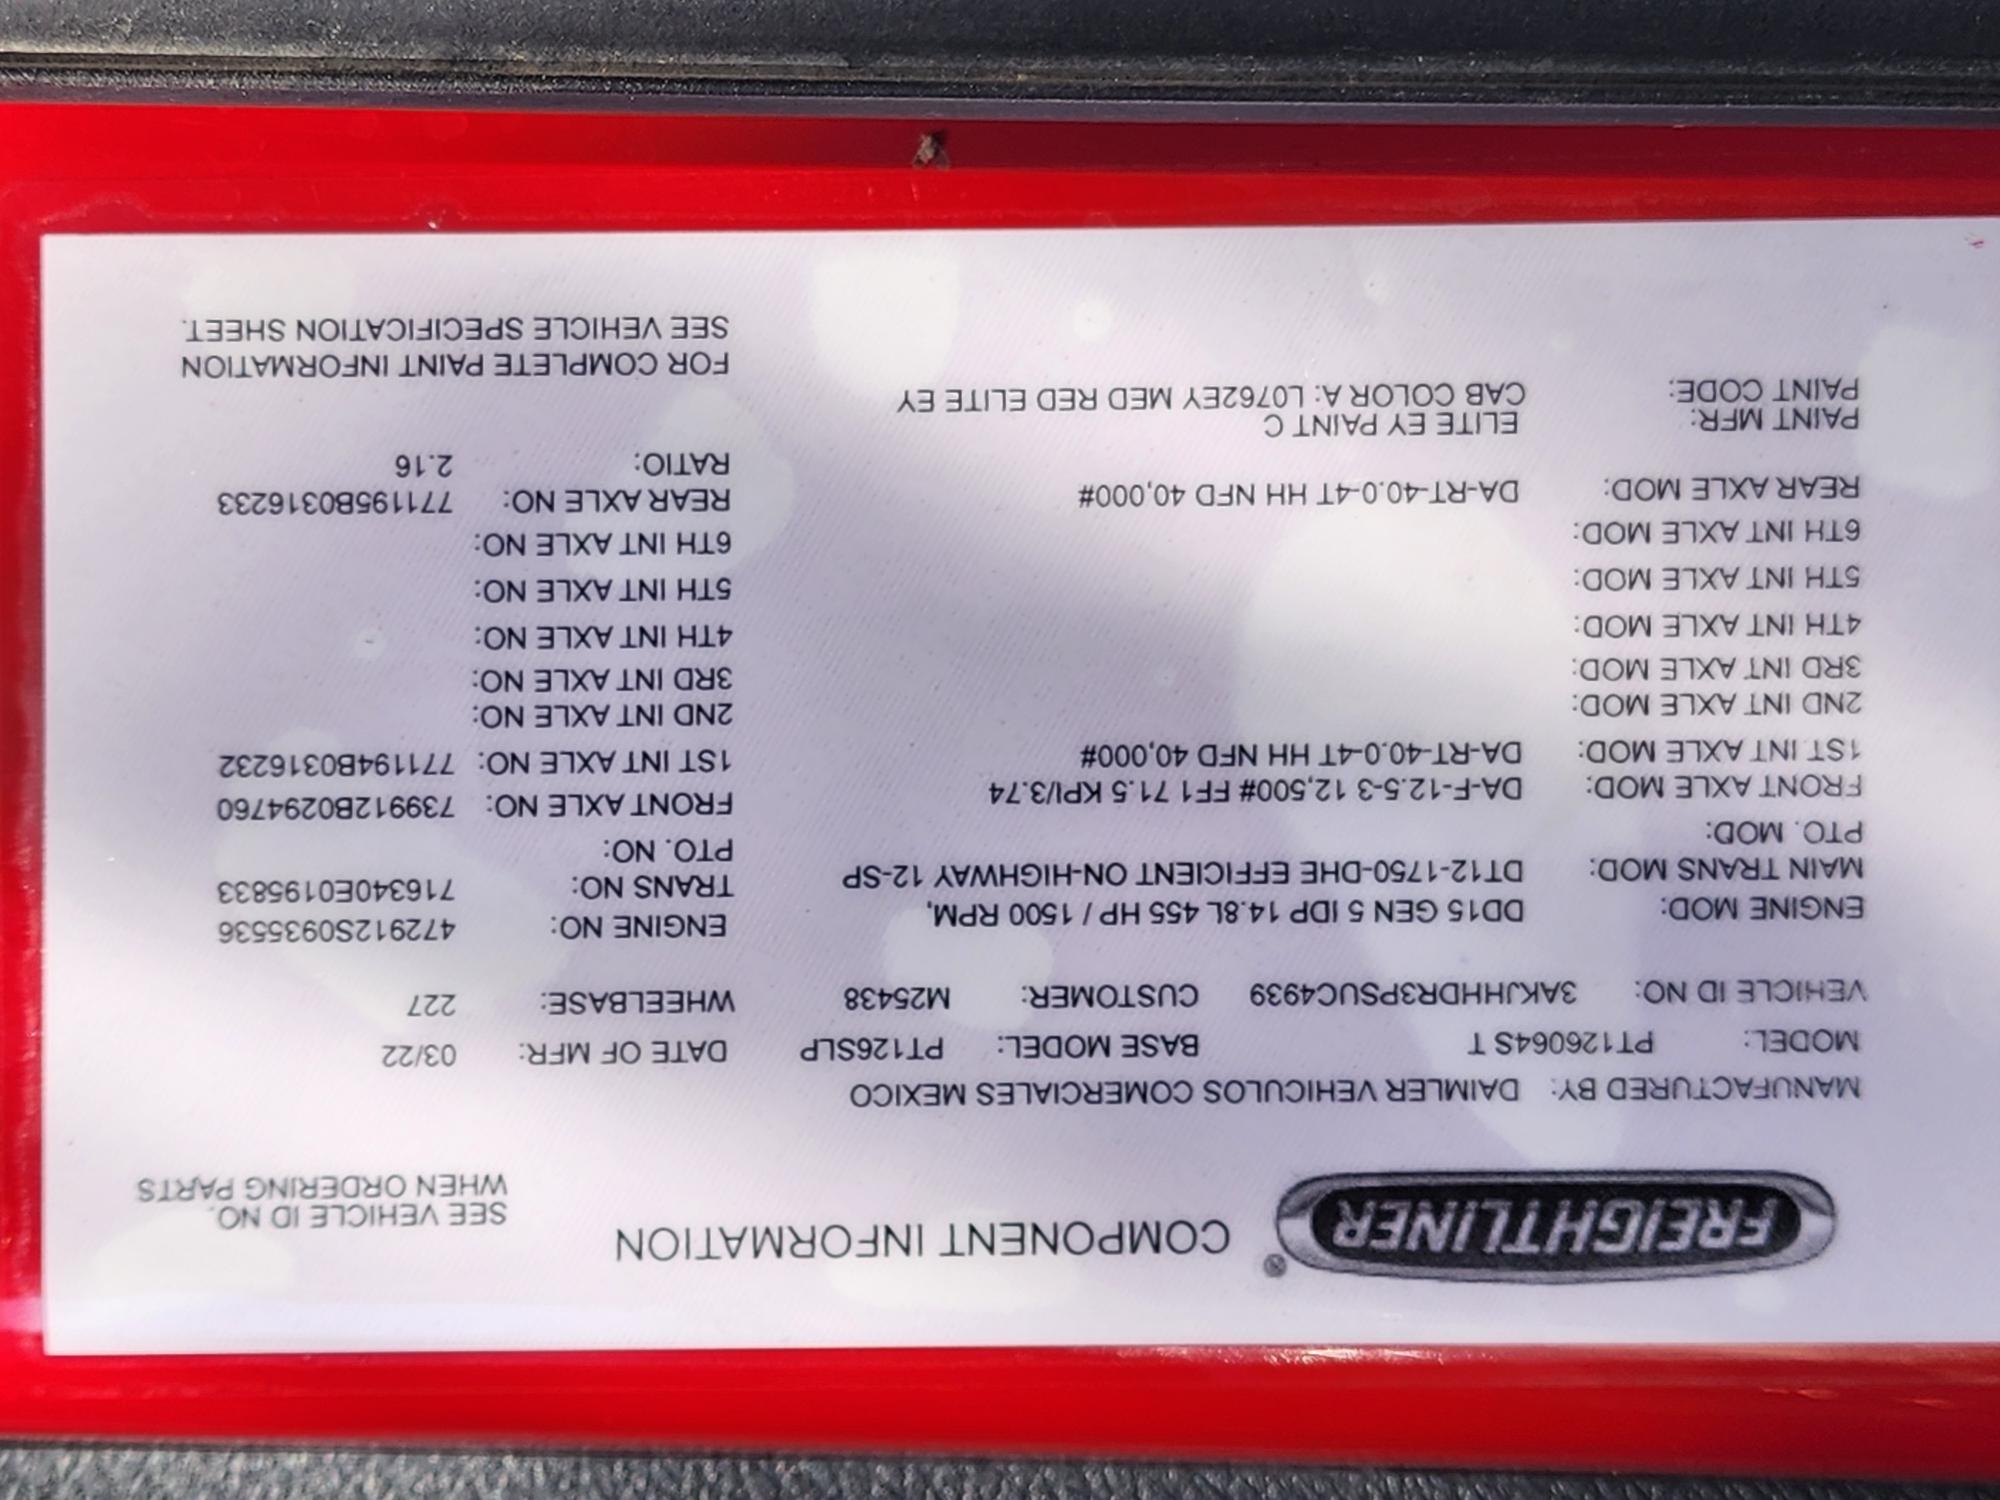 FREIGHTLINER®
COMPONENT INFORMATION
SEE VEHICLE ID NO.
WHEN ORDERING PARTS
MANUFACTURED BY: DAIMLER VEHICULOS COMERCIALES MEXICO
MODEL: PT126064S T BASE MODEL: PT126SLP DATE OF MFR: 03/22
VEHICLE ID NO: 3AKJHHDR3PSUC4939 CUSTOMER: M25438 WHEELBASE: 227
ENGINE MOD: DD15 GEN 5 IDP 14.8L 455 HP / 1500 RPM, ENGINE NO: 472912S0935536
MAIN TRANS MOD: DT12-1750-DHE EFFICIENT ON-HIGHWAY 12-SP TRANS NO: 716340E0195833
PTO. MOD: PTO. NO:
FRONT AXLE MOD: DA-F-12.5-3 12,500# FF1 71.5 KPI/3.74 FRONT AXLE NO: 739912B0294760
1ST INT AXLE MOD: DA-RT-40.0-4T HH NFD 40,000# 1ST INT AXLE NO: 771194B0316232
2ND INT AXLE MOD: 2ND INT AXLE NO:
3RD INT AXLE MOD: 3RD INT AXLE NO:
4TH INT AXLE MOD: 4TH INT AXLE NO:
5TH INT AXLE MOD: 5TH INT AXLE NO:
6TH INT AXLE MOD: 6TH INT AXLE NO:
REAR AXLE MOD: DA-RT-40.0-4T HH NFD 40,000# REAR AXLE NO: 771195B0316233
RATIO: 2.16
PAINT MFR: ELITE EY PAINT C
PAINT CODE: CAB COLOR A: L0762EY MED RED ELITE EY
FOR COMPLETE PAINT INFORMATION
SEE VEHICLE SPECIFICATION SHEET.